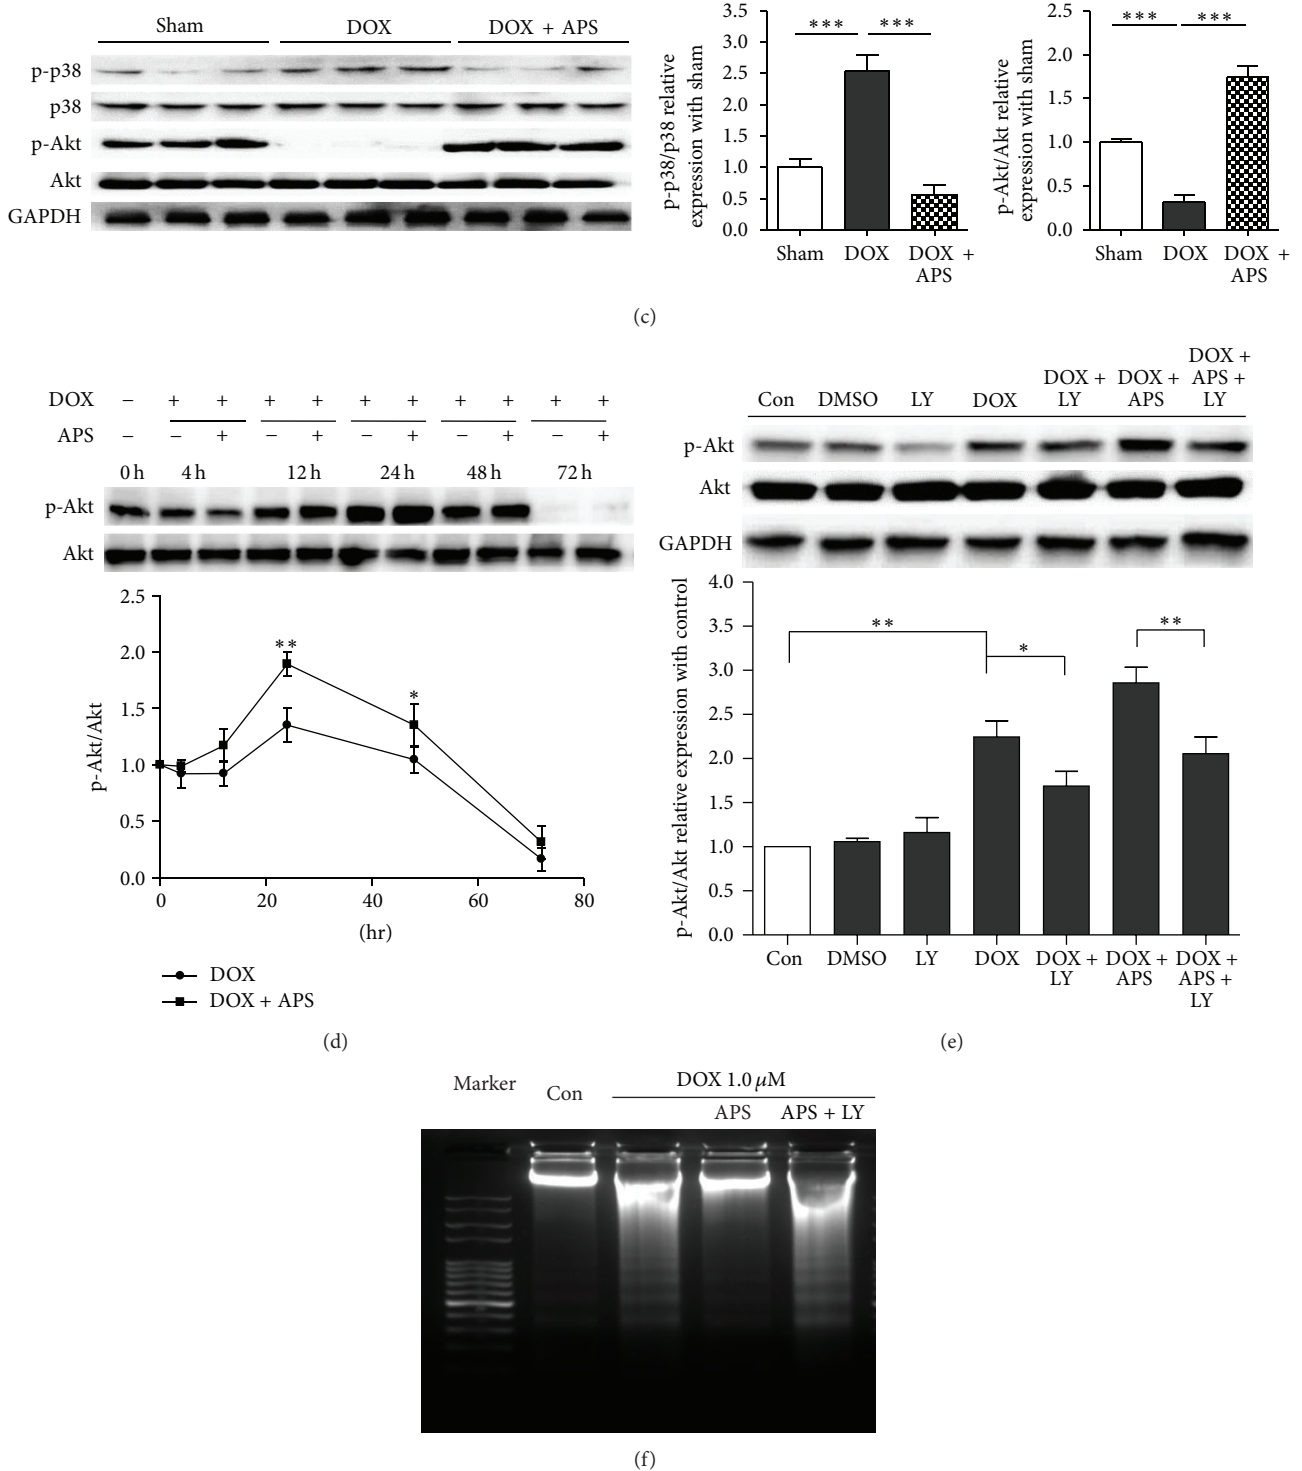 Sham DOX DOX + APS
p-p38
p38
p-Akt
Akt
GAPDH
p-p38/p38 relative
expression with sham
3.5
3.0
2.5
2.0
1.5
1.0
0.5
0.0
*** ***
Sham DOX DOX +
APS
p-Akt/Akt relative
expression with sham
2.5
2.0
1.5
1.0
0.5
0.0
*** ***
Sham DOX DOX +
APS
(c)
DOX − + + + + + + + + + +
APS − − + − + − + − + − +
0 h 4 h 12 h 24 h 48 h 72 h
p-Akt
Akt
p-Akt/Akt
2.5
2.0
1.5
1.0
0.5
0.0
**
*
0 20 40 60 80
(hr)
DOX
DOX + APS
(d)
Con DMSO LY DOX DOX +
LY DOX +
APS DOX +
APS +
LY
p-Akt
Akt
GAPDH
p-Akt/Akt relative expression with control
4.0
3.5
3.0
2.5
2.0
1.5
1.0
0.5
0.0
** * **
Con DMSO LY DOX DOX +
LY DOX +
APS DOX +
APS +
LY
(e)
Marker Con DOX 1.0 μM
APS APS + LY
(f)